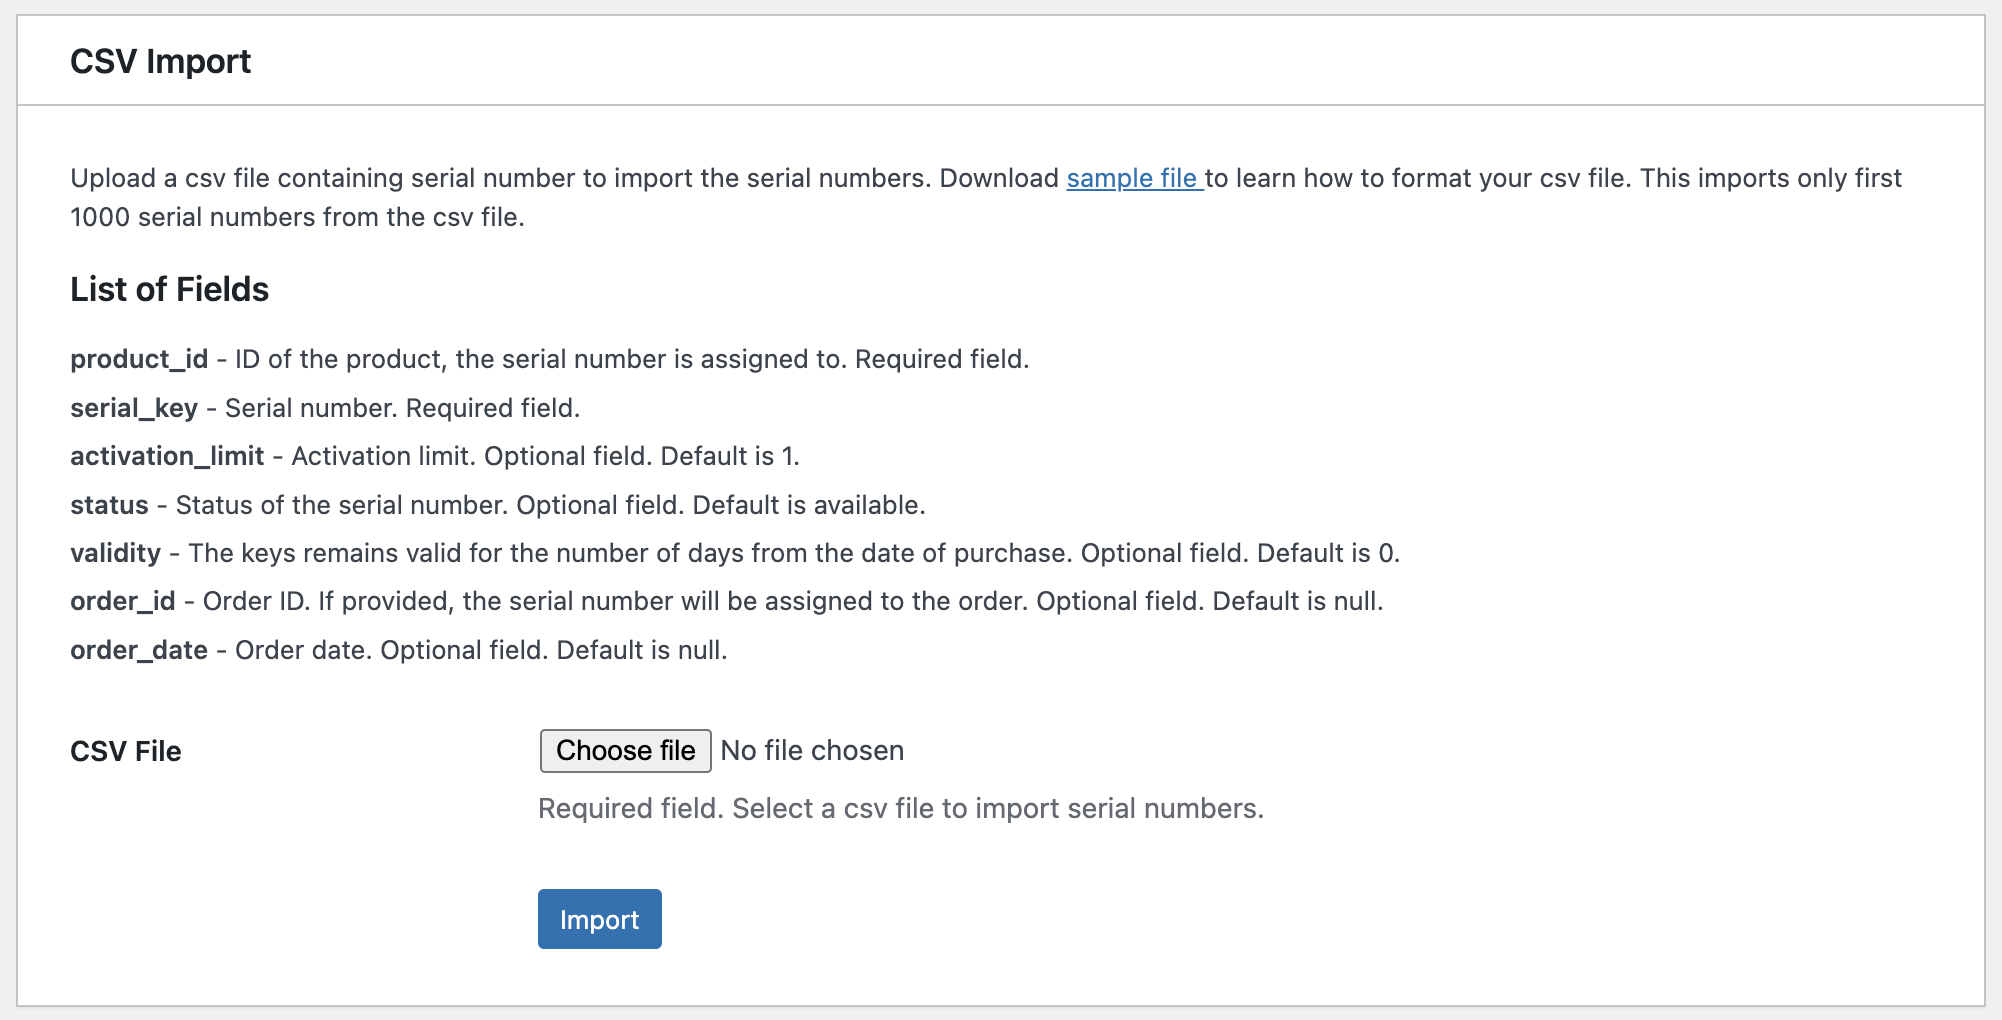 CSV Import
Upload a csv file containing serial number to import the serial numbers. Download sample file to learn how to format your csv file. This imports only first
1000 serial numbers from the csv file.
List of Fields
product_id - ID of the product, the serial number is assigned to. Required field.
serial_key - Serial number. Required field.
activation_limit - Activation limit. Optional field. Default is 1.
status - Status of the serial number. Optional field. Default is available.
validity - The keys remains valid for the number of days from the date of purchase. Optional field. Default is 0.
order_id - Order ID. If provided, the serial number will be assigned to the order. Optional field. Default is null.
order_date - Order date. Optional field. Default is null.
CSV File Choose file No file chosen
Required field. Select a csv file to import serial numbers.
Import